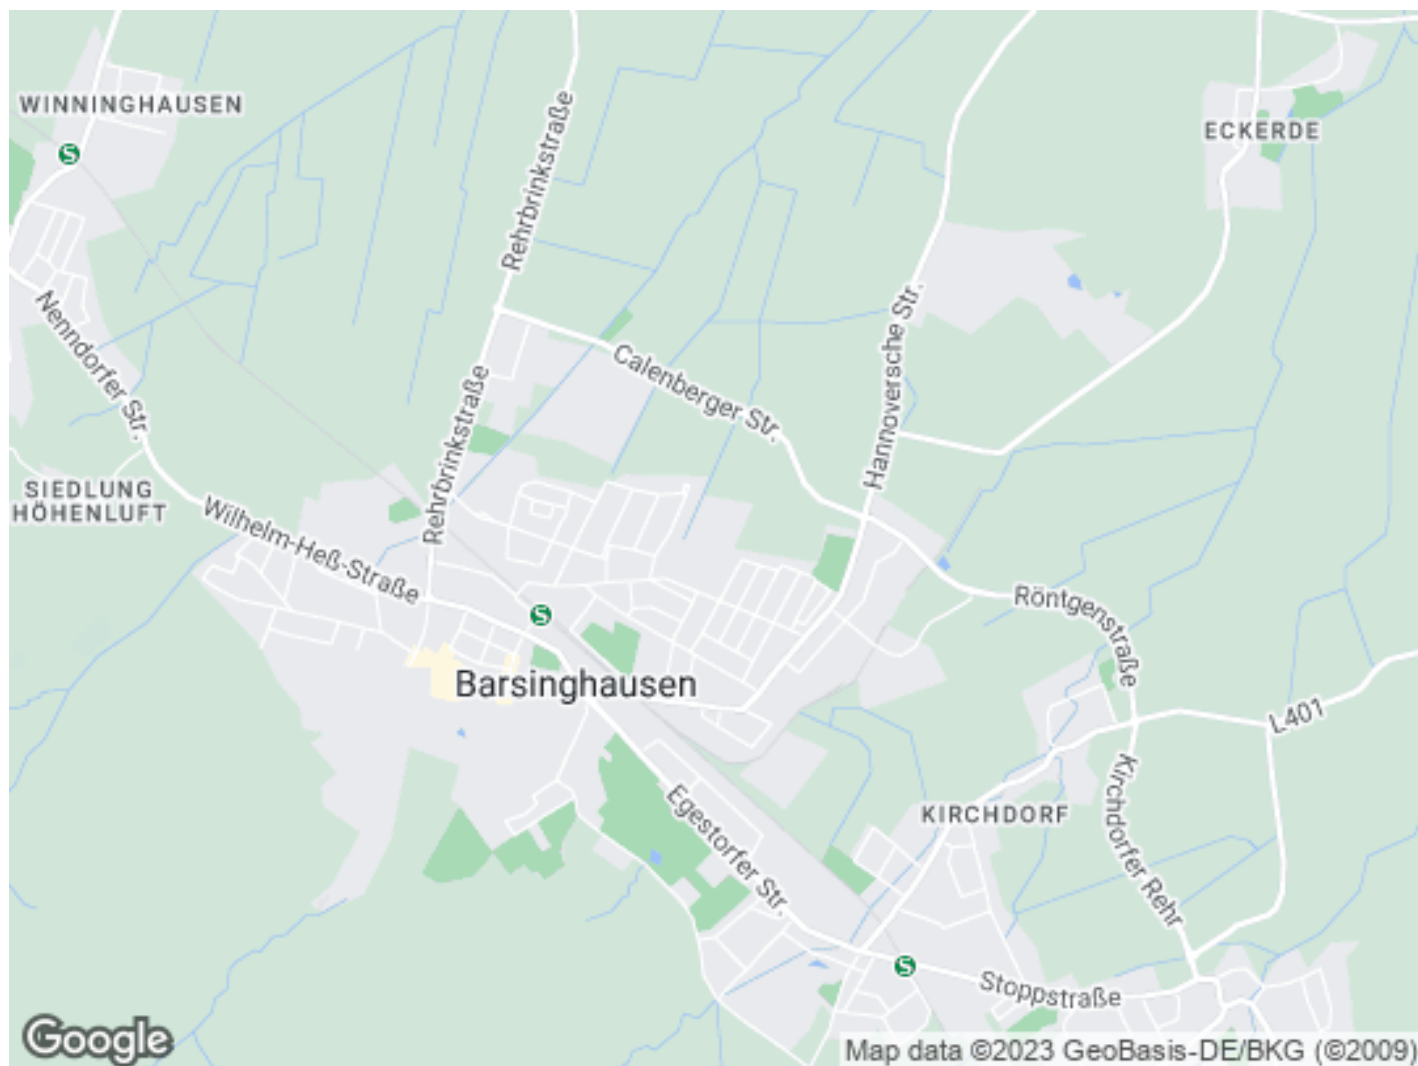 WINNINGHAUSEN
S
Rehrbrinkstraße
ECKERDE
Nenndorfer Str.
Calenberger Str.
Hannoversche Str.
Rehrbrinkstraße
SIEDLUNG
HÖHENLUFT
Wilhelm-Heß-Straße
S
Röntgenstraße
Barsinghausen
L401
Egestorfer Str.
KIRCHDORF
Kirchdorfer Rehr
S
Stoppstraße
Google
Map data ©2023 GeoBasis-DE/BKG (©2009)